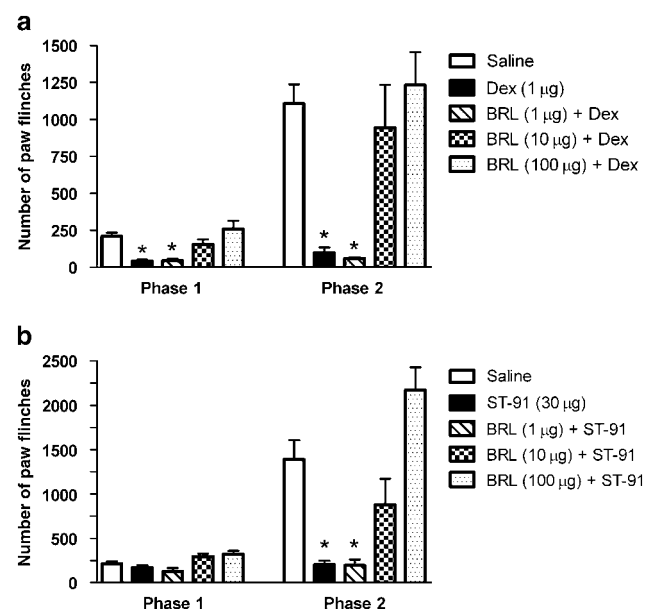 a
Number of paw flinches
1500
1250
1000
750
500
250
0
* *
* *
Phase 1
Phase 2
Saline
Dex (1 μg)
BRL (1 μg) + Dex
BRL (10 μg) + Dex
BRL (100 μg) + Dex
b
Number of paw flinches
2500
2000
1500
1000
500
0
* *
Phase 1
Phase 2
Saline
ST-91 (30 μg)
BRL (1 μg) + ST-91
BRL (10 μg) + ST-91
BRL (100 μg) + ST-91